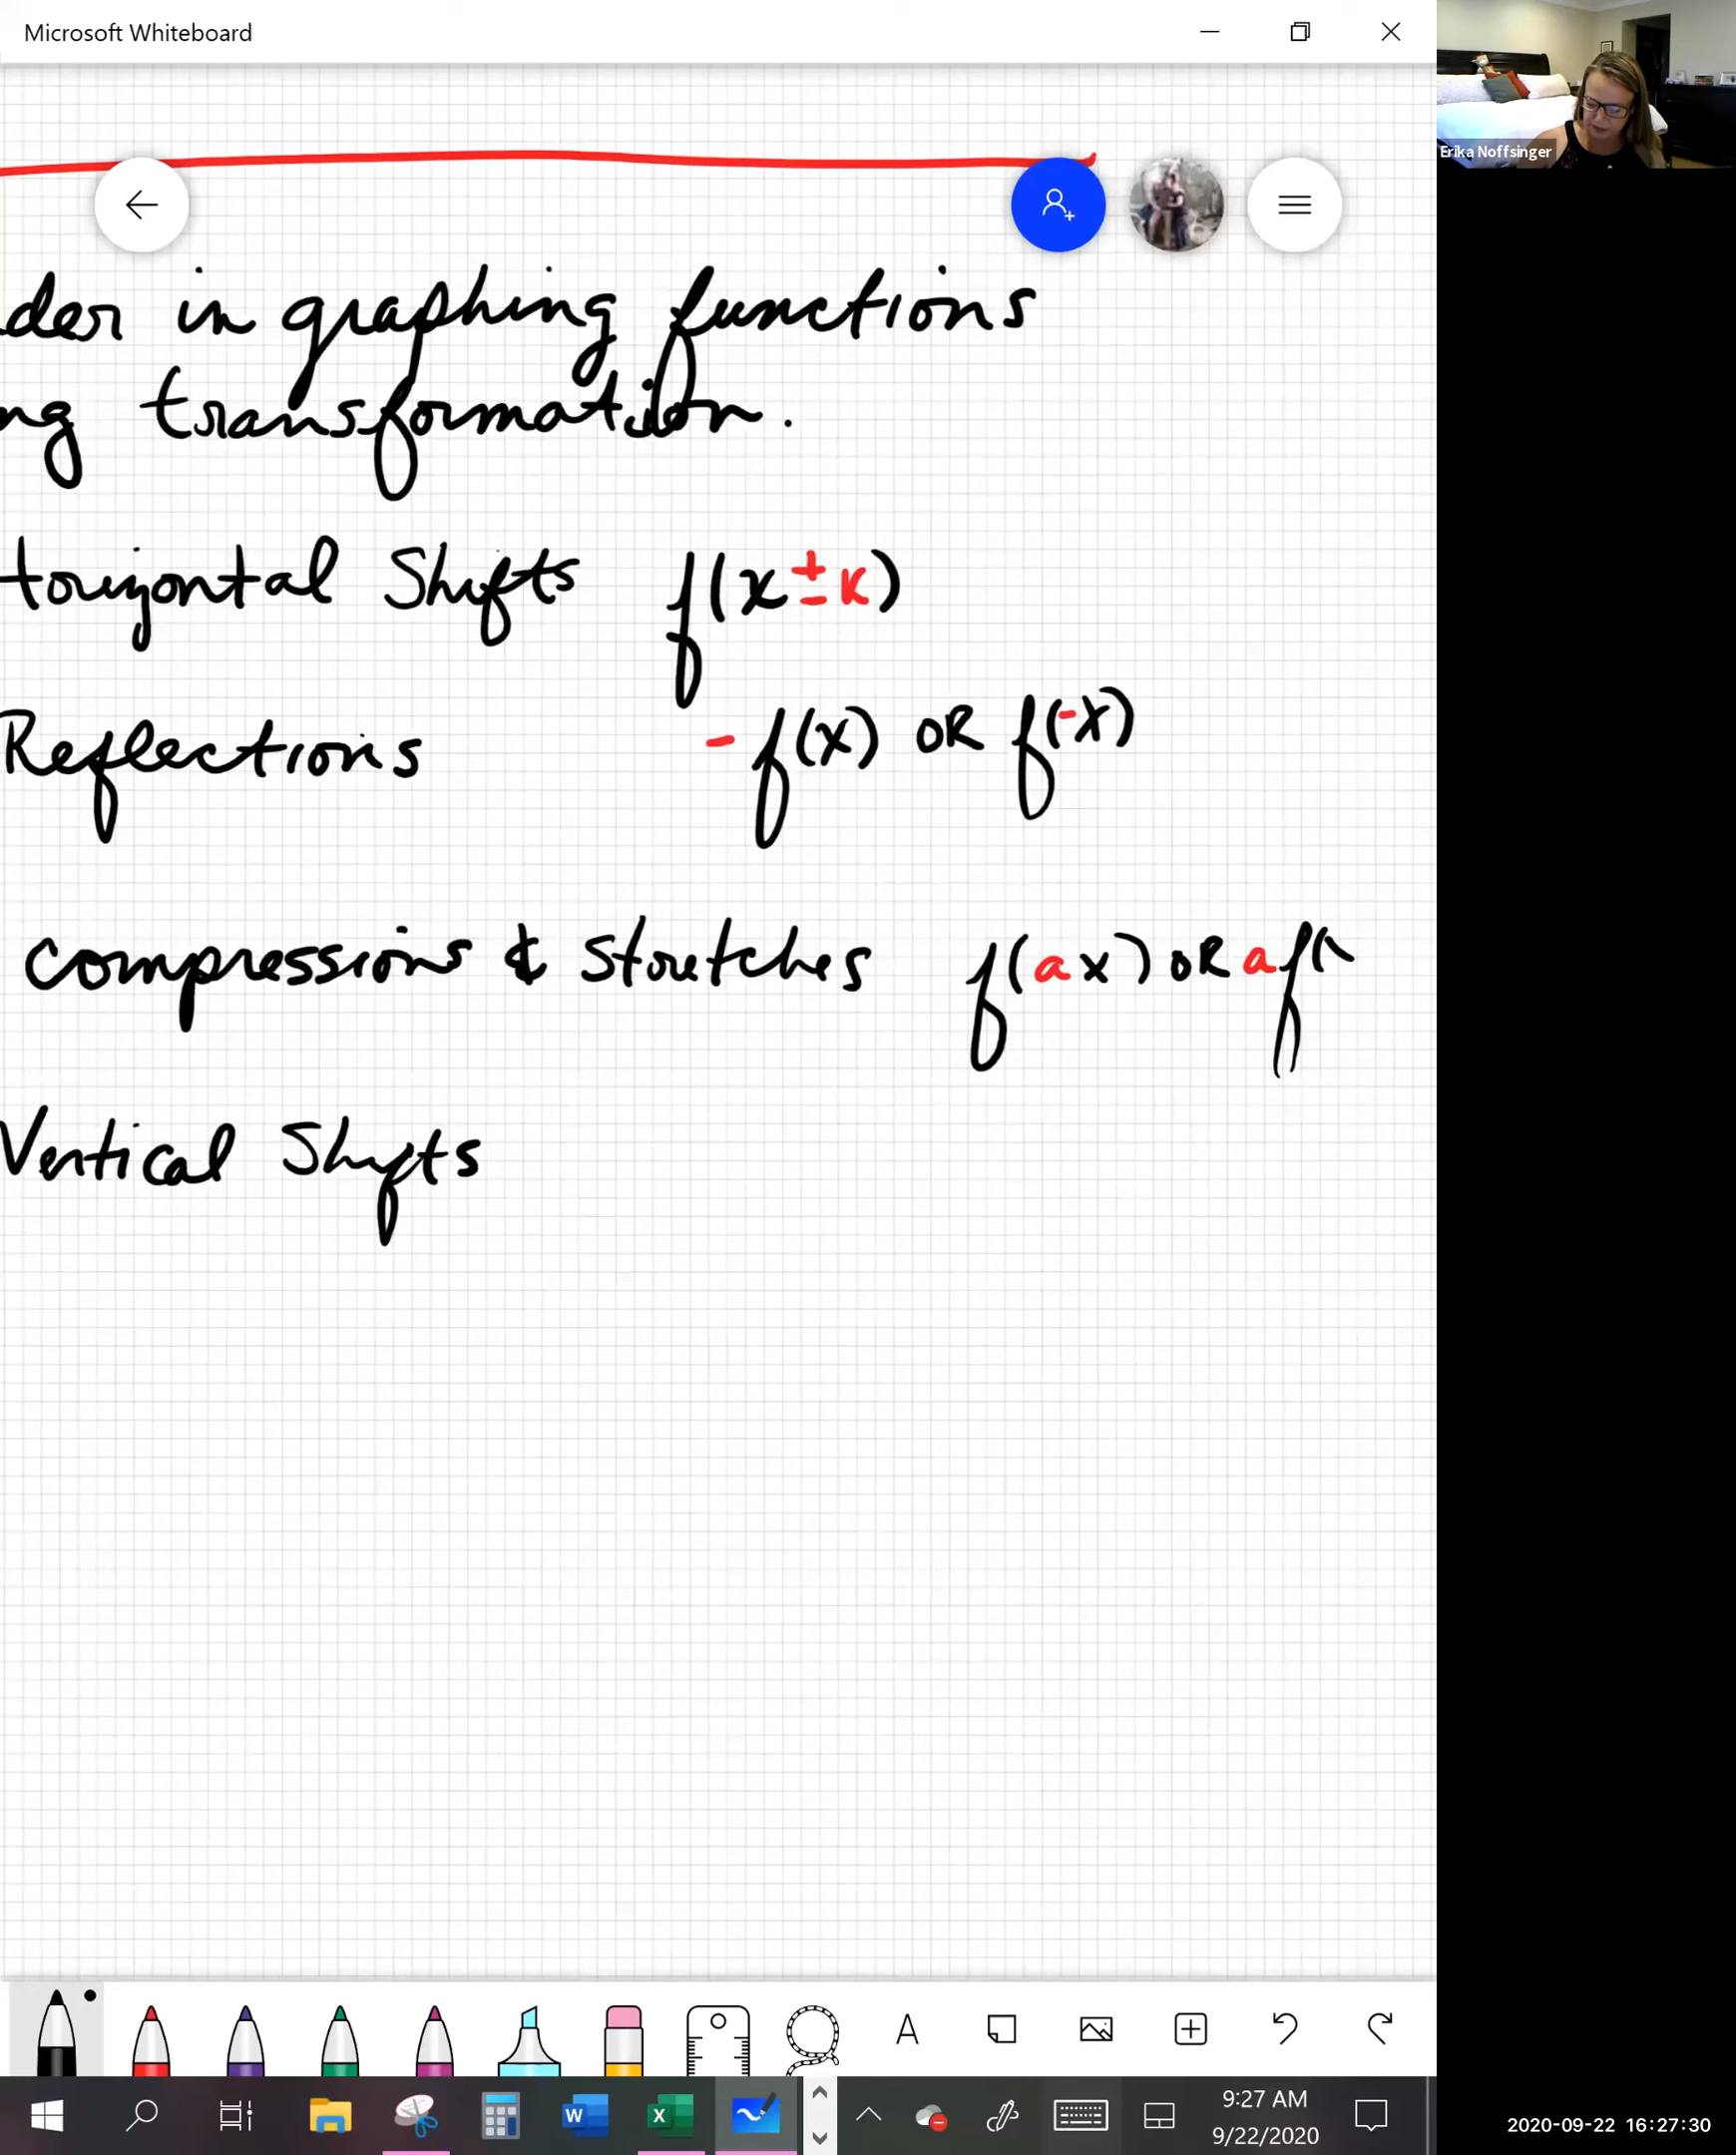 Microsoft Whiteboard
Erika Noffsinger
der in graphing functions
ng transformation.
Horizontal Shifts f(x ± k)
Reflections -f(x) OR f(-x)
compressions & stretches f(ax) OR af(
Vertical Shifts
9:27 AM
9/22/2020
2020-09-22 16:27:30